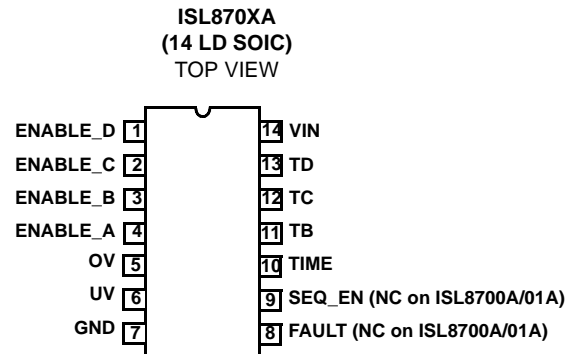 ISL870XA
(14 LD SOIC)
TOP VIEW
ENABLE_D 1 14 VIN
ENABLE_C 2 13 TD
ENABLE_B 3 12 TC
ENABLE_A 4 11 TB
OV 5 10 TIME
UV 6 9 SEQ_EN (NC on ISL8700A/01A)
GND 7 8 FAULT (NC on ISL8700A/01A)